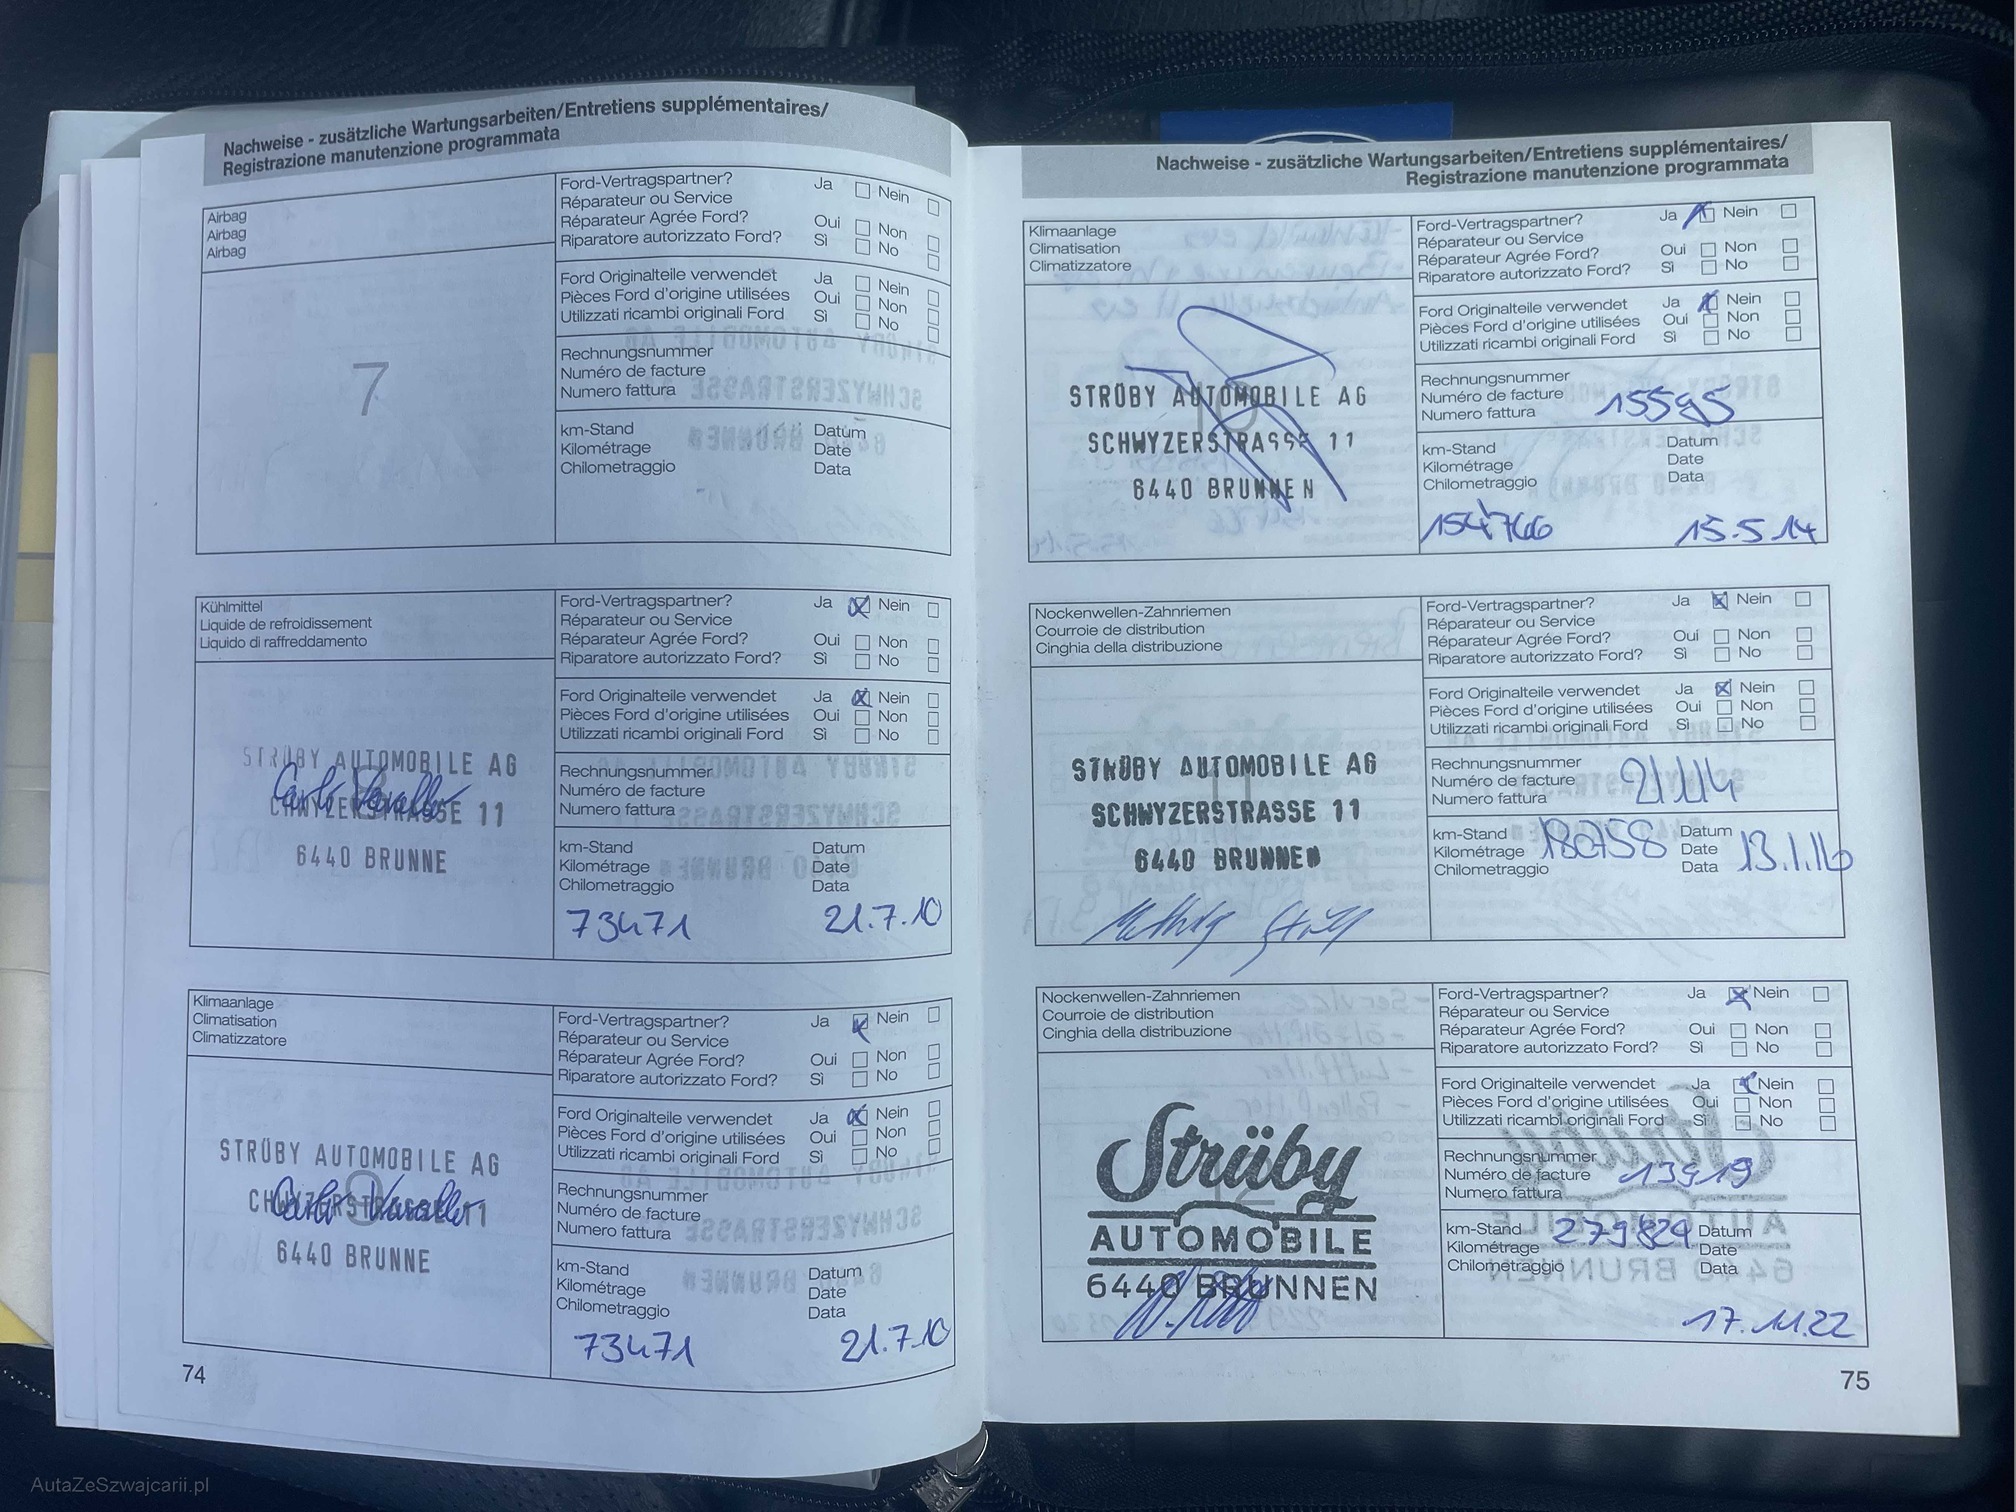 Nachweise - zusätzliche Wartungsarbeiten/Entretiens supplémentaires/
Registrazione manutenzione programmata
Airbag
Airbag
Airbag
7
Ford-Vertragspartner? Ja Nein
Réparateur ou Service
Réparateur Agrée Ford? Oui Non
Riparatore autorizzato Ford? Sì No
Ford Originalteile verwendet Ja Nein
Pièces Ford d'origine utilisées Oui Non
Utilizzati ricambi originali Ford Sì No
Rechnungsnummer
Numéro de facture
Numero fattura
km-Stand Datum
Kilométrage Date
Chilometraggio Data
Kühlmittel
Liquide de refroidissement
Liquido di raffreddamento
STRÜBY AUTOMOBILE AG
CHWYZERSTRASSE 11
6440 BRUNNE
Ford-Vertragspartner? Ja Nein
Réparateur ou Service
Réparateur Agrée Ford? Oui Non
Riparatore autorizzato Ford? Sì No
Ford Originalteile verwendet Ja Nein
Pièces Ford d'origine utilisées Oui Non
Utilizzati ricambi originali Ford Sì No
Rechnungsnummer
Numéro de facture
Numero fattura
km-Stand Datum
Kilométrage Date
Chilometraggio Data
73471 21.7.10
Klimaanlage
Climatisation
Climatizzatore
STRÜBY AUTOMOBILE AG
CHWYZERSTRASSE 11
6440 BRUNNE
Ford-Vertragspartner? Ja Nein
Réparateur ou Service
Réparateur Agrée Ford? Oui Non
Riparatore autorizzato Ford? Sì No
Ford Originalteile verwendet Ja Nein
Pièces Ford d'origine utilisées Oui Non
Utilizzati ricambi originali Ford Sì No
Rechnungsnummer
Numéro de facture
Numero fattura
km-Stand Datum
Kilométrage Date
Chilometraggio Data
73471 21.7.10
74
Nachweise - zusätzliche Wartungsarbeiten/Entretiens supplémentaires/
Registrazione manutenzione programmata
Klimaanlage
Climatisation
Climatizzatore
STRÜBY AUTOMOBILE AG
SCHWYZERSTRASSE 11
6440 BRUNNEN
Ford-Vertragspartner? Ja Nein
Réparateur ou Service
Réparateur Agrée Ford? Oui Non
Riparatore autorizzato Ford? Sì No
Ford Originalteile verwendet Ja Nein
Pièces Ford d'origine utilisées Oui Non
Utilizzati ricambi originali Ford Sì No
Rechnungsnummer
Numéro de facture
Numero fattura
km-Stand Datum
Kilométrage Date
Chilometraggio Data
154766 15.5.14
Nockenwellen-Zahnriemen
Courroie de distribution
Cinghia della distribuzione
STRÜBY AUTOMOBILE AG
SCHWYZERSTRASSE 11
6440 BRUNNEN
Ford-Vertragspartner? Ja Nein
Réparateur ou Service
Réparateur Agrée Ford? Oui Non
Riparatore autorizzato Ford? Sì No
Ford Originalteile verwendet Ja Nein
Pièces Ford d'origine utilisées Oui Non
Utilizzati ricambi originali Ford Sì No
Rechnungsnummer
Numéro de facture
Numero fattura
km-Stand Datum
Kilométrage 180758 Date 13.1.16
Chilometraggio Data
Nockenwellen-Zahnriemen
Courroie de distribution
Cinghia della distribuzione
Strüby
AUTOMOBILE
6440 BRUNNEN
Ford-Vertragspartner? Ja Nein
Réparateur ou Service
Réparateur Agrée Ford? Oui Non
Riparatore autorizzato Ford? Sì No
Ford Originalteile verwendet Ja Nein
Pièces Ford d'origine utilisées Oui Non
Utilizzati ricambi originali Ford Sì No
Rechnungsnummer
Numéro de facture 13919
Numero fattura
km-Stand 279829 Datum
Kilométrage Date
Chilometraggio Data
17.11.22
75
AutaZeSzwajcarii.pl